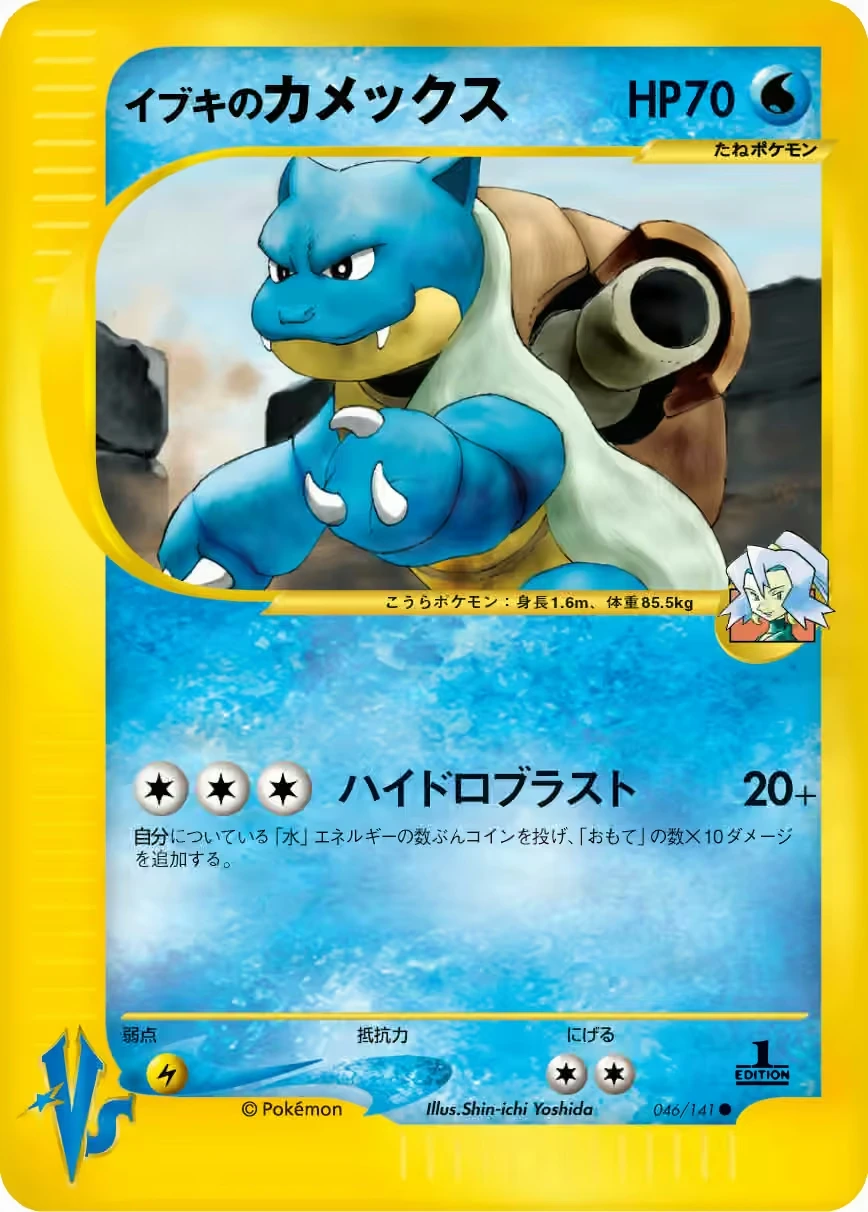 イブキのカメックス HP70
たねポケモン
こうらポケモン：身長1.6m、体重85.5kg
ハイドロブラスト 20+
自分についている「水」エネルギーの数ぶんコインを投げ、「おもて」の数×10ダメージ
を追加する。
弱点 抵抗力 にげる
1
EDITION
VS
© Pokémon Illus.Shin-ichi Yoshida 046/141 ●